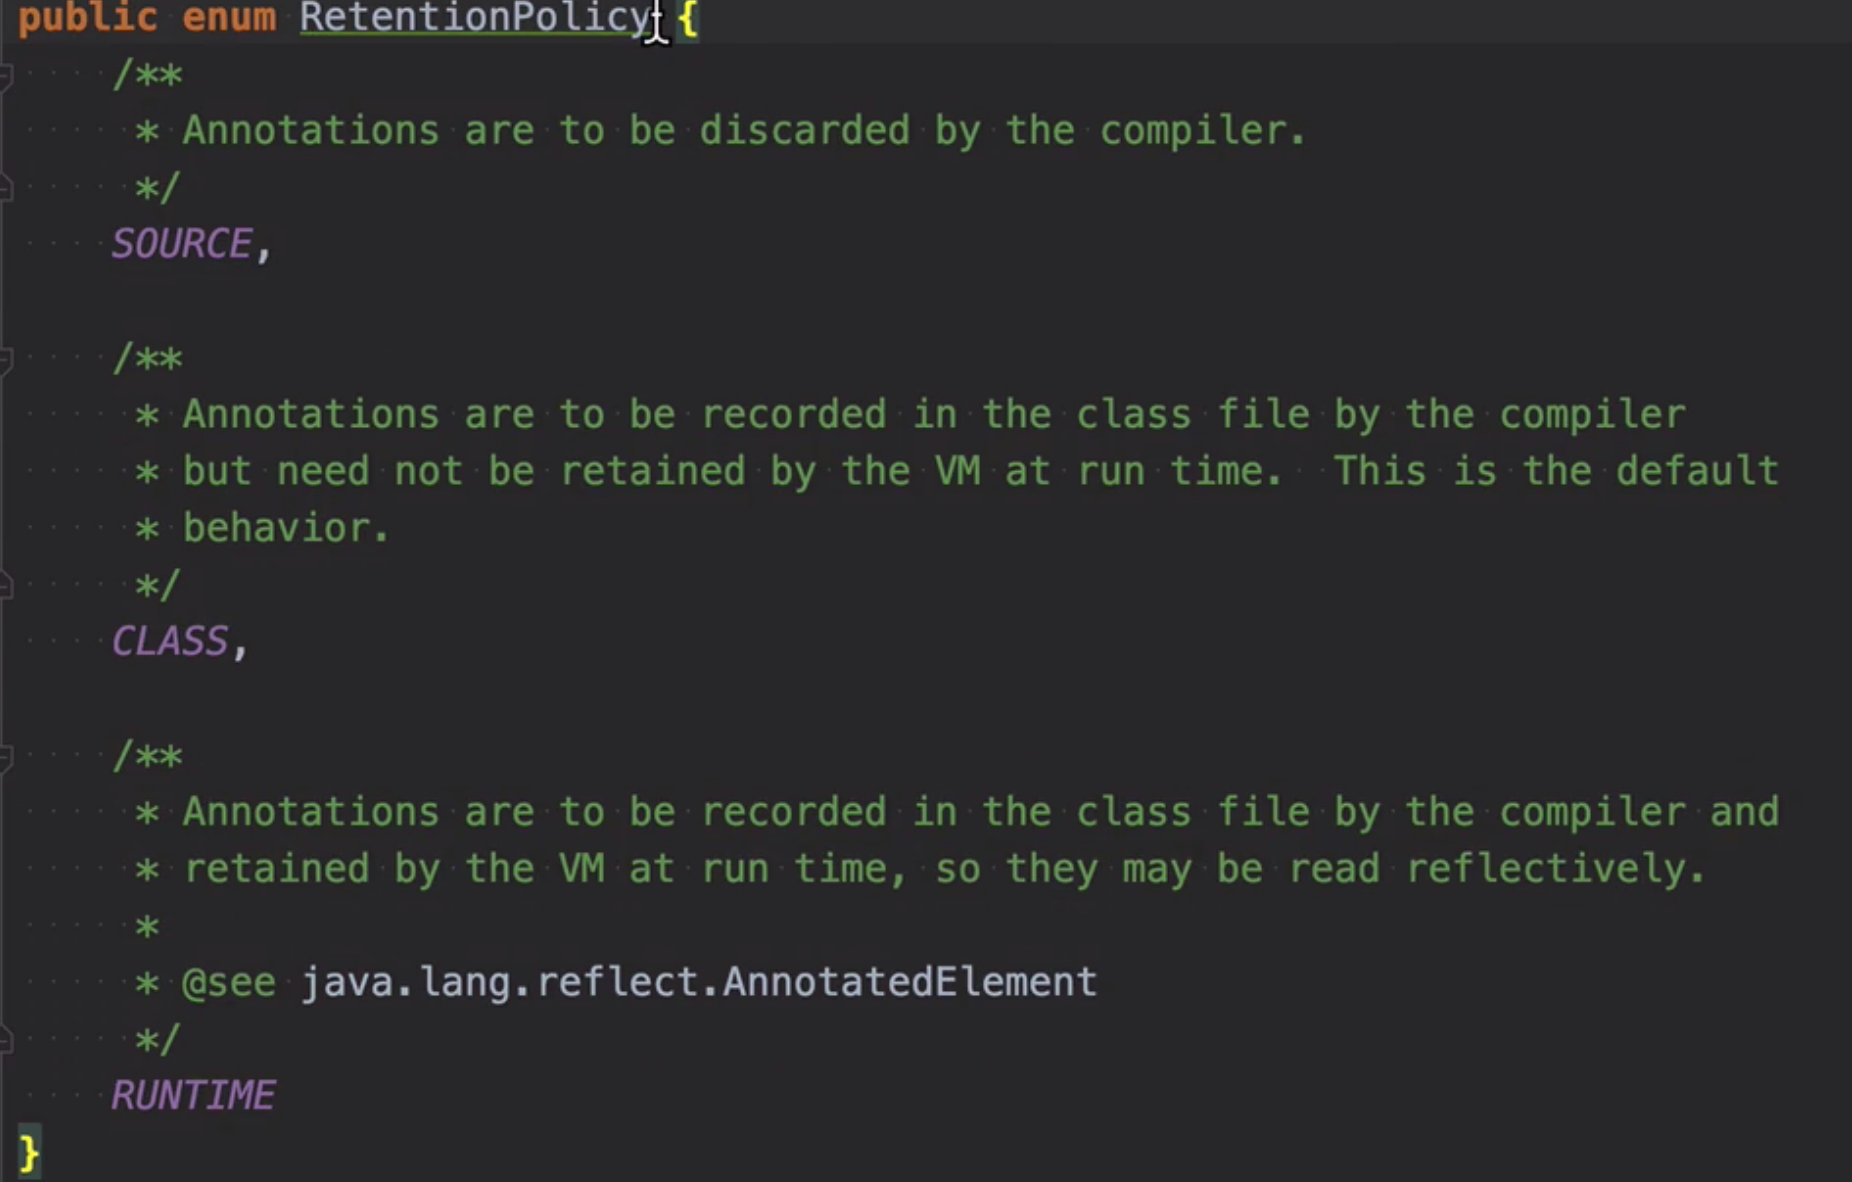 public enum RetentionPolicy {
    /**
     * Annotations are to be discarded by the compiler.
     */
    SOURCE,

    /**
     * Annotations are to be recorded in the class file by the compiler
     * but need not be retained by the VM at run time.  This is the default
     * behavior.
     */
    CLASS,

    /**
     * Annotations are to be recorded in the class file by the compiler and
     * retained by the VM at run time, so they may be read reflectively.
     *
     * @see java.lang.reflect.AnnotatedElement
     */
    RUNTIME
}